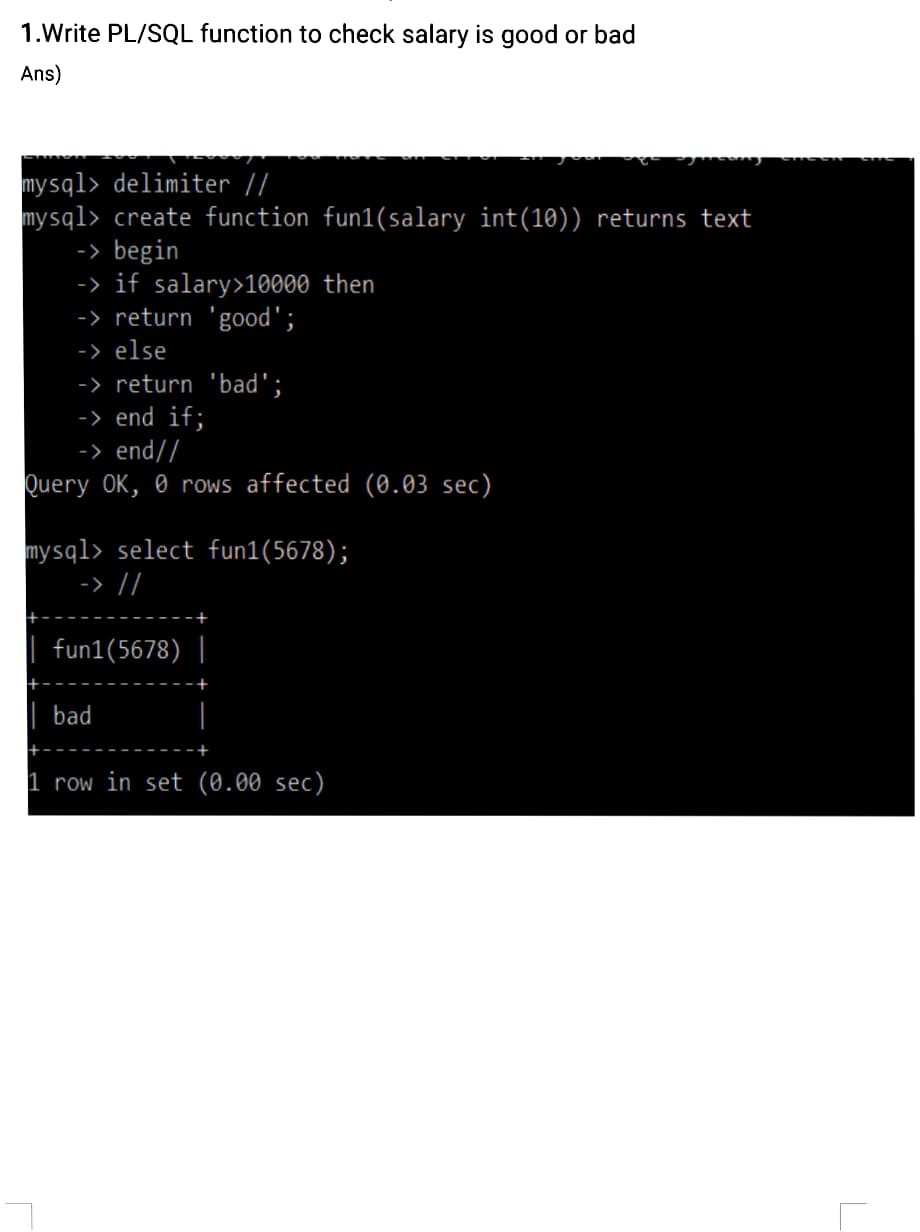 1.Write PL/SQL function to check salary is good or bad
Ans)
mysql> delimiter //
mysql> create function fun1(salary int(10)) returns text
-> begin
-> if salary>10000 then
-> return 'good';
-> else
-> return 'bad';
-> end if;
-> end//
Query OK, 0 rows affected (0.03 sec)
mysql> select fun1(5678);
-> //
+------------+
| fun1(5678) |
+------------+
| bad |
+------------+
1 row in set (0.00 sec)